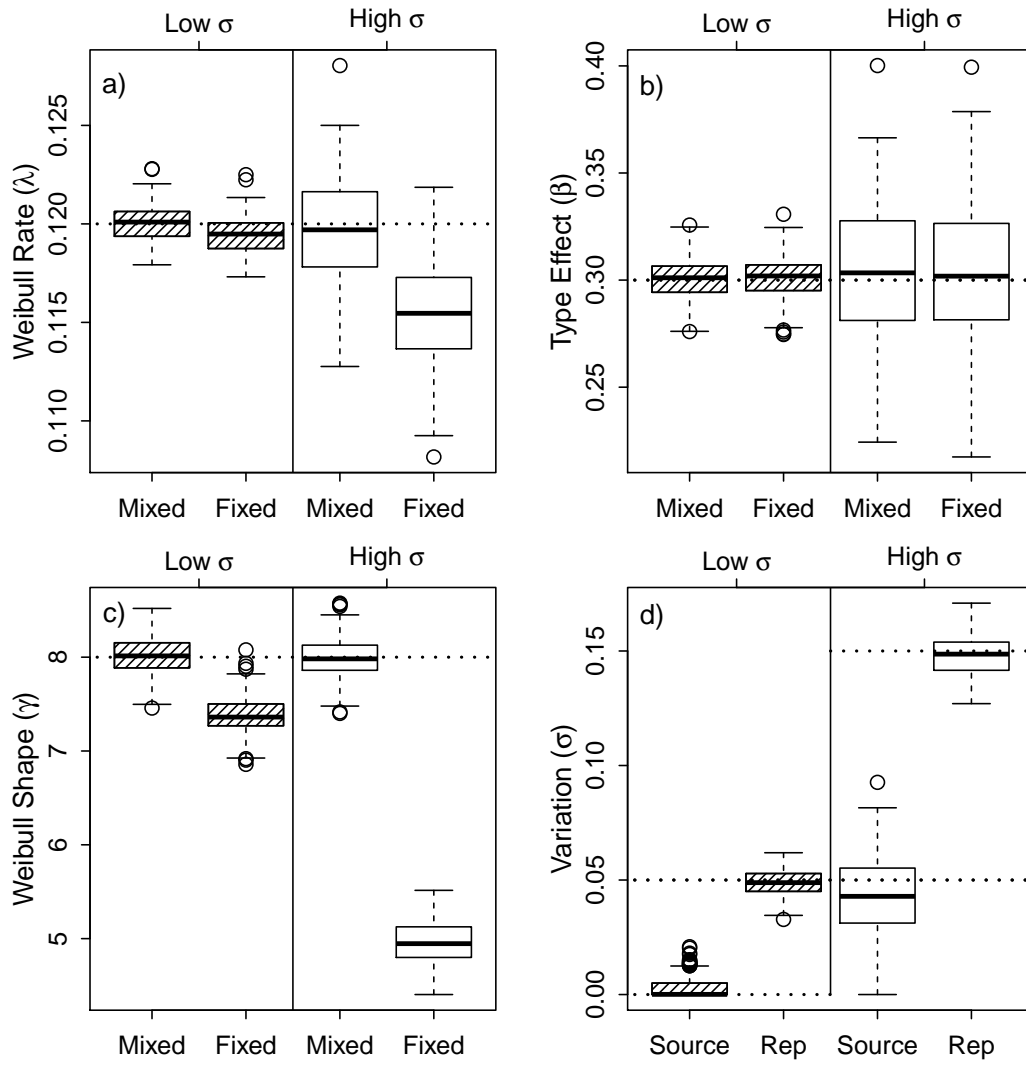 Low σ High σ
a)
Weibull Rate (λ)
0.125
0.120
0.115
0.110
Mixed Fixed Mixed Fixed
Low σ High σ
b)
Type Effect (β)
0.40
0.35
0.30
0.25
Mixed Fixed Mixed Fixed
Low σ High σ
c)
Weibull Shape (γ)
8
7
6
5
Mixed Fixed Mixed Fixed
Low σ High σ
d)
Variation (σ)
0.15
0.10
0.05
0.00
Source Rep Source Rep